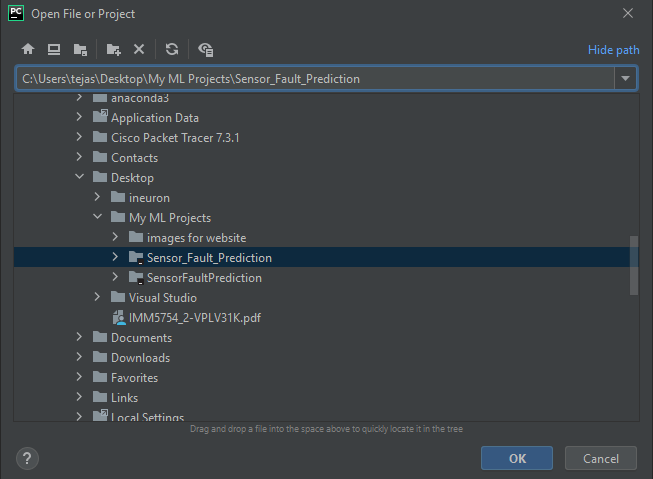 PC Open File or Project
Hide path
C:\Users\tejas\Desktop\My ML Projects\Sensor_Fault_Prediction
anaconda3
Application Data
Cisco Packet Tracer 7.3.1
Contacts
Desktop
ineuron
My ML Projects
images for website
Sensor_Fault_Prediction
SensorFaultPrediction
Visual Studio
IMM5754_2-VPLV31K.pdf
Documents
Downloads
Favorites
Links
Local Settings
Drag and drop a file into the space above to quickly locate it in the tree
? OK Cancel